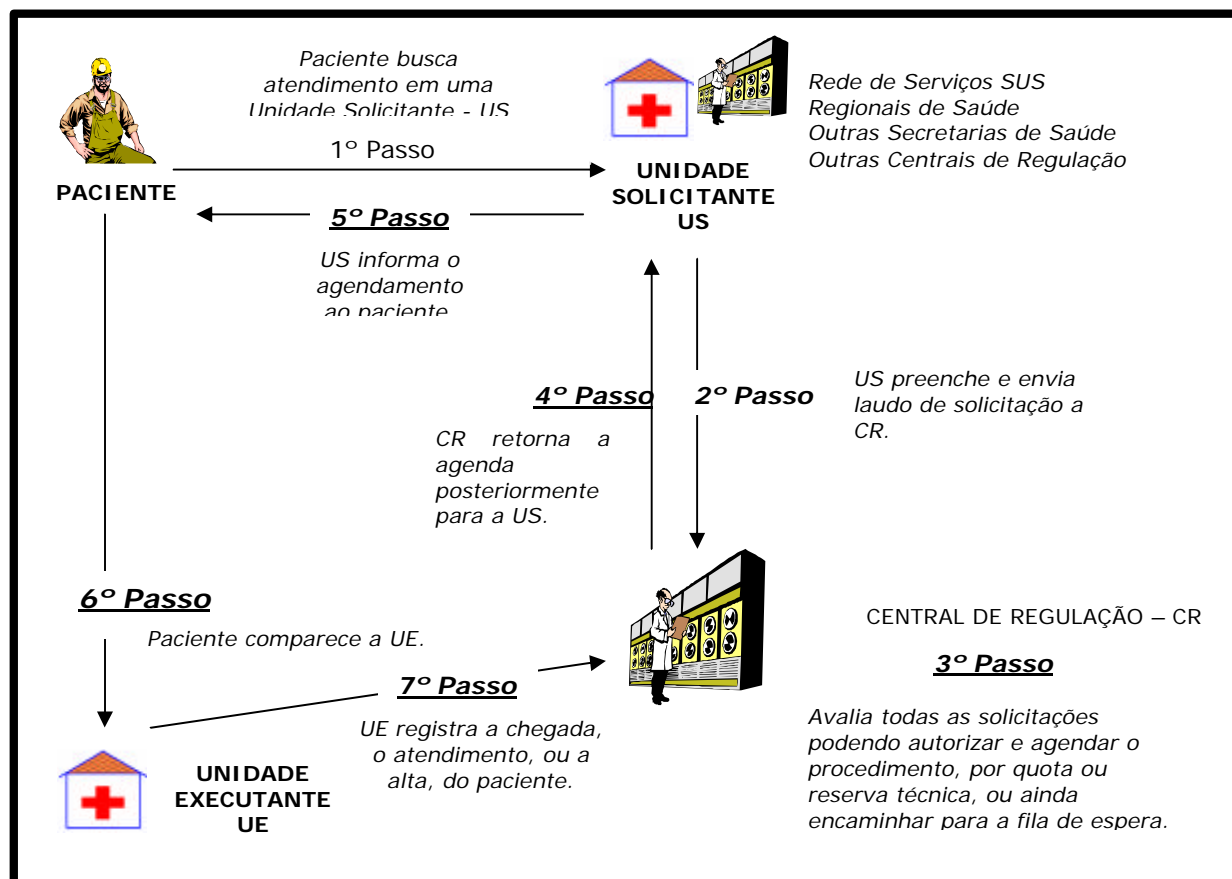 Paciente busca
atendimento em uma
Unidade Solicitante - US
1º Passo
PACIENTE
Rede de Serviços SUS
Regionais de Saúde
Outras Secretarias de Saúde
Outras Centrais de Regulação
UNIDADE
SOLICITANTE
US
5º Passo
US informa o
agendamento
ao paciente
4º Passo
CR retorna a
agenda
posteriormente
para a US.
2º Passo
US preenche e envia
laudo de solicitação a
CR.
6º Passo
Paciente comparece a UE.
7º Passo
UE registra a chegada,
o atendimento, ou a
alta, do paciente.
UNIDADE
EXECUTANTE
UE
CENTRAL DE REGULAÇÃO – CR
3º Passo
Avalia todas as solicitações
podendo autorizar e agendar o
procedimento, por quota ou
reserva técnica, ou ainda
encaminhar para a fila de espera.